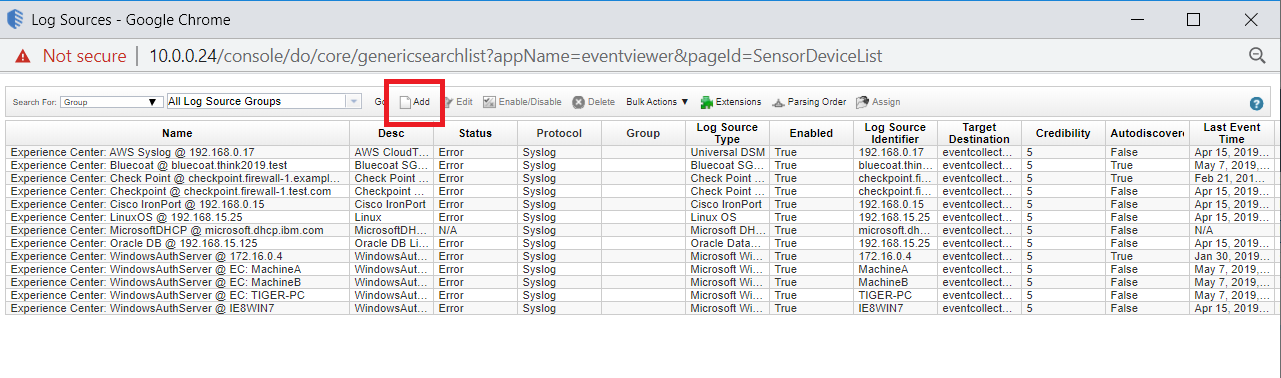 Log Sources - Google Chrome
Not secure 10.0.0.24/console/do/core/genericsearchlist?appName=eventviewer&pageId=SensorDeviceList
Search For: Group ▼ All Log Source Groups Go Add Edit Enable/Disable Delete Bulk Actions ▼ Extensions Parsing Order Assign ?
Name Desc Status Protocol Group Log Source Type Enabled Log Source Identifier Target Destination Credibility Autodiscovere Last Event Time
Experience Center: AWS Syslog @ 192.168.0.17 AWS CloudT... Error Syslog Universal DSM True 192.168.0.17 eventcollect... 5 False Apr 15, 2019...
Experience Center: Bluecoat @ bluecoat.think2019.test Bluecoat SG... Error Syslog Bluecoat SG... True bluecoat.thin... eventcollect... 5 True May 7, 2019,...
Experience Center: Check Point @ checkpoint.firewall-1.example... Check Point ... Error Syslog Check Point ... True checkpoint.fi... eventcollect... 5 True Feb 21, 201...
Experience Center: Checkpoint @ checkpoint.firewall-1.test.com Checkpoint ... Error Syslog Check Point ... True checkpoint.fi... eventcollect... 5 False Apr 15, 2019...
Experience Center: Cisco IronPort @ 192.168.0.15 Cisco IronPort Error Syslog Cisco IronPort True 192.168.0.15 eventcollect... 5 False Apr 15, 2019...
Experience Center: LinuxOS @ 192.168.15.25 Linux Error Syslog Linux OS True 192.168.15.25 eventcollect... 5 False Apr 15, 2019...
Experience Center: MicrosoftDHCP @ microsoft.dhcp.ibm.com MicrosoftDH... N/A Syslog Microsoft DH... True microsoft.dh... eventcollect... 5 False N/A
Experience Center: Oracle DB @ 192.168.15.125 Oracle DB Li... Error Syslog Oracle Data... True 192.168.15.25 eventcollect... 5 False Apr 15, 2019...
Experience Center: WindowsAuthServer @ 172.16.0.4 WindowsAut... Error Syslog Microsoft Wi... True 172.16.0.4 eventcollect... 5 True Jan 30, 2019...
Experience Center: WindowsAuthServer @ EC: MachineA WindowsAut... Error Syslog Microsoft Wi... True MachineA eventcollect... 5 False May 7, 2019,...
Experience Center: WindowsAuthServer @ EC: MachineB WindowsAut... Error Syslog Microsoft Wi... True MachineB eventcollect... 5 False May 7, 2019,...
Experience Center: WindowsAuthServer @ EC: TIGER-PC WindowsAut... Error Syslog Microsoft Wi... True TIGER-PC eventcollect... 5 False May 7, 2019,...
Experience Center: WindowsAuthServer @ IE8WIN7 WindowsAut... Error Syslog Microsoft Wi... True IE8WIN7 eventcollect... 5 False Apr 15, 2019...